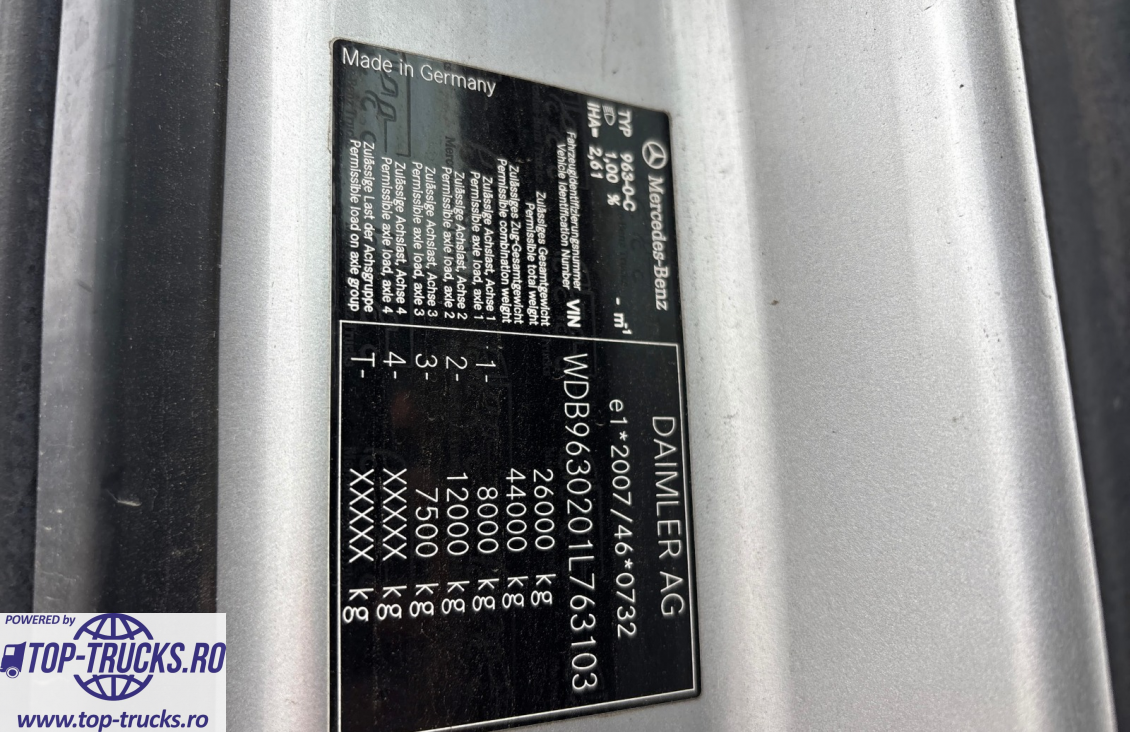 Mercedes-Benz
DAIMLER AG
TYP 963-0-C
e1*2007/46*0732
1,00 %
- m⁻¹
IHA= 2,61
Fahrzeugidentifizierungsnummer
Vehicle Identification Number VIN WDB9630201L763103
Zulässiges Gesamtgewicht
Permissible total weight 26000 kg
Zulässiges Zug-Gesamtgewicht
Permissible combination weight 44000 kg
Zulässige Achslast, Achse 1
Permissible axle load, axle 1 1- 8000 kg
Zulässige Achslast, Achse 2
Permissible axle load, axle 2 2- 12000 kg
Zulässige Achslast, Achse 3
Permissible axle load, axle 3 3- 7500 kg
Zulässige Achslast, Achse 4
Permissible axle load, axle 4 4- XXXXX kg
Zulässige Last der Achsgruppe
Permissible load on axle group T- XXXXX kg
Made in Germany
POWERED by
TOP-TRUCKS.RO
www.top-trucks.ro